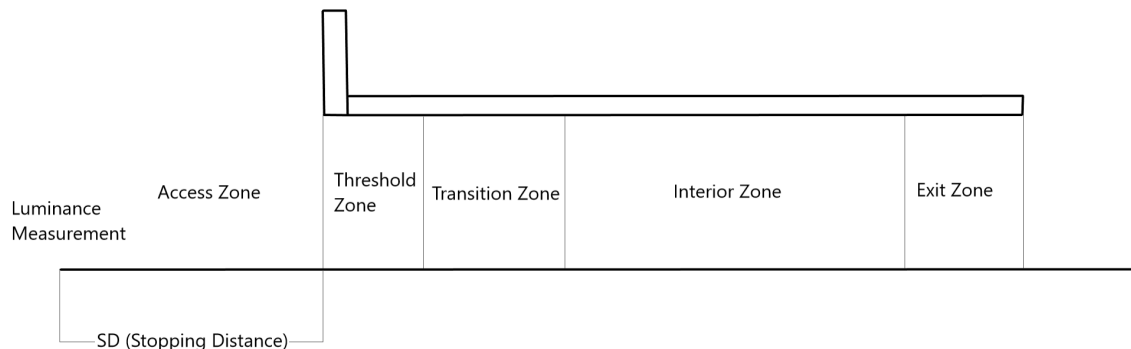 Luminance
Measurement
Access Zone
Threshold
Zone
Transition Zone
Interior Zone
Exit Zone
SD (Stopping Distance)